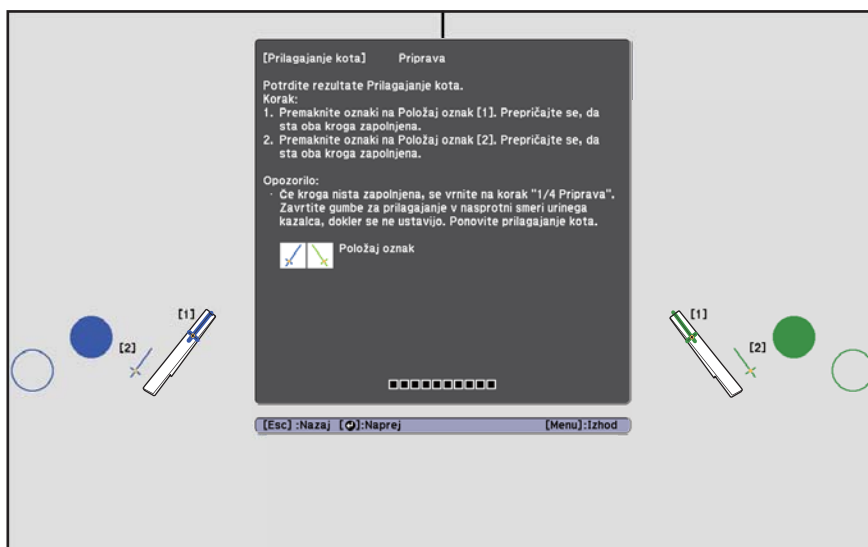 [Prilagajanje kota] Priprava
Potrdite rezultate Prilagajanje kota.
Korak:
1. Premaknite oznaki na Položaj oznak [1]. Prepričajte se, da
sta oba kroga zapolnjena.
2. Premaknite oznaki na Položaj oznak [2]. Prepričajte se, da
sta oba kroga zapolnjena.
Opozorilo:
· Če kroga nista zapolnjena, se vrnite na korak "1/4 Priprava".
Zavrtite gumbe za prilagajanje v nasprotni smeri urinega
kazalca, dokler se ne ustavijo. Ponovite prilagajanje kota.
Položaj oznak
[1]
[2]
[1]
[2]
[Esc] :Nazaj [ ]:Naprej [Menu]:Izhod